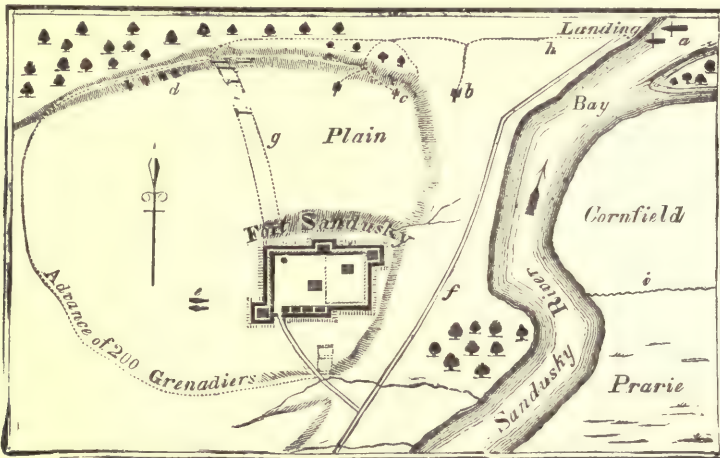 Landing
a
h
d
c
b
Bay
g
Plain
Cornfield
Fort Sandusky
e
f
i
River
Advance of 200 Grenadiers
Sandusky
Prarie